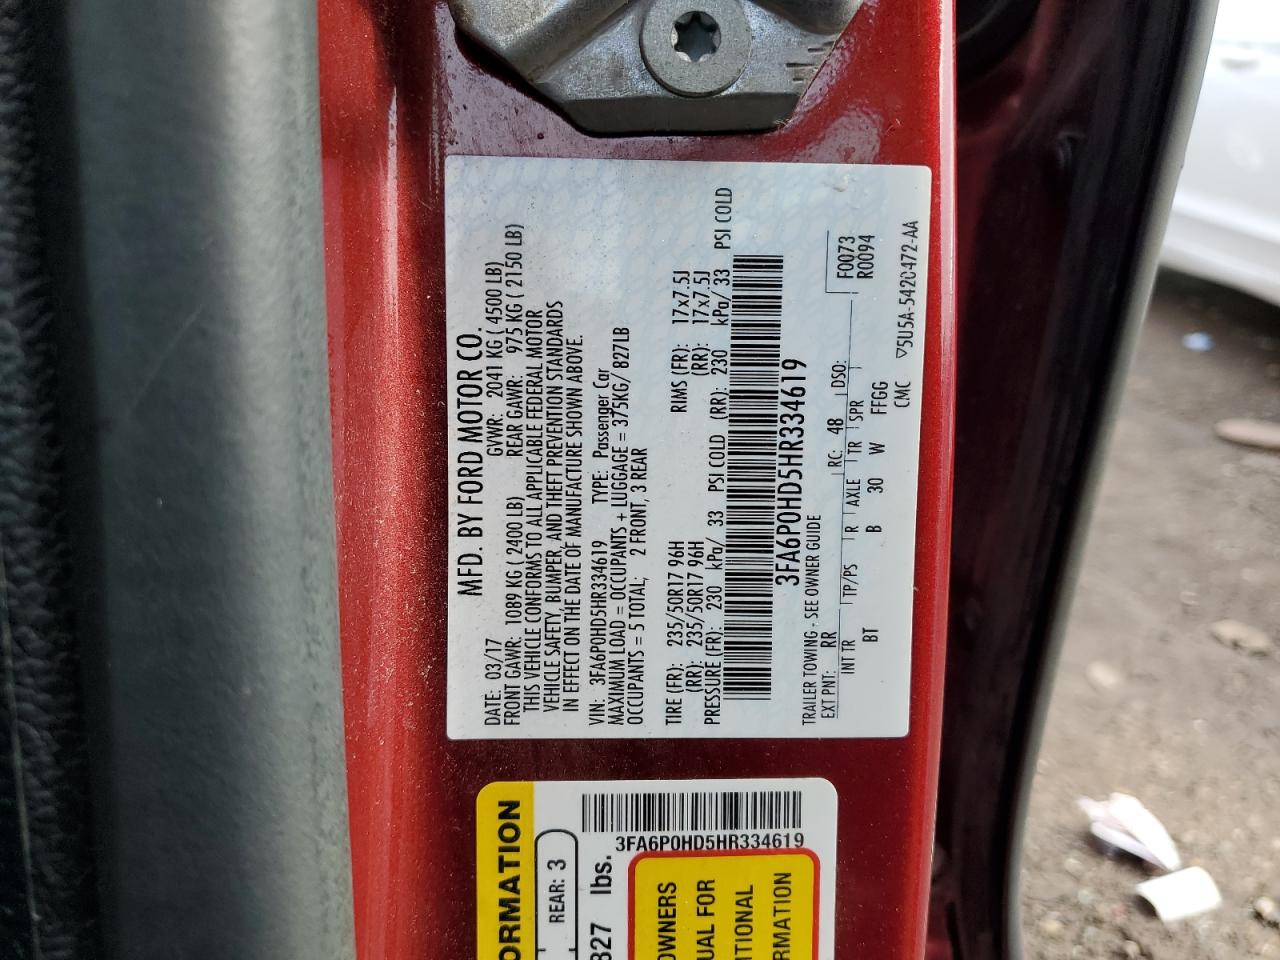 MFD. BY FORD MOTOR CO.
DATE: 03/17 GVWR: 2041 KG ( 4500 LB)
FRONT GAWR: 1089 KG ( 2400 LB) REAR GAWR: 975 KG ( 2150 LB)
THIS VEHICLE CONFORMS TO ALL APPLICABLE FEDERAL MOTOR
VEHICLE SAFETY, BUMPER, AND THEFT PREVENTION STANDARDS
IN EFFECT ON THE DATE OF MANUFACTURE SHOWN ABOVE.
VIN: 3FA6P0HD5HR334619 TYPE: Passenger Car
MAXIMUM LOAD = OCCUPANTS + LUGGAGE = 375KG/ 827LB
OCCUPANTS = 5 TOTAL; 2 FRONT, 3 REAR
TIRE (FR): 235/50R17 96H RIMS (FR): 17x7.5J
(RR): 235/50R17 96H (RR): 17x7.5J
PRESSURE (FR): 230 kPa/ 33 PSI COLD (RR): 230 kPa/ 33 PSI COLD
3FA6P0HD5HR334619
TRAILER TOWING - SEE OWNER GUIDE
F0073
R0094
EXT PNT: RR RC: 48 DSO:
INT TR TP/PS R AXLE TR SPR
BT B 30 W FFGG
CMC ▽5U5A-5420472-AA
3FA6P0HD5HR334619
ORMATION
REAR: 3
827 lbs.
OWNERS
UAL FOR
ITIONAL
RMATION